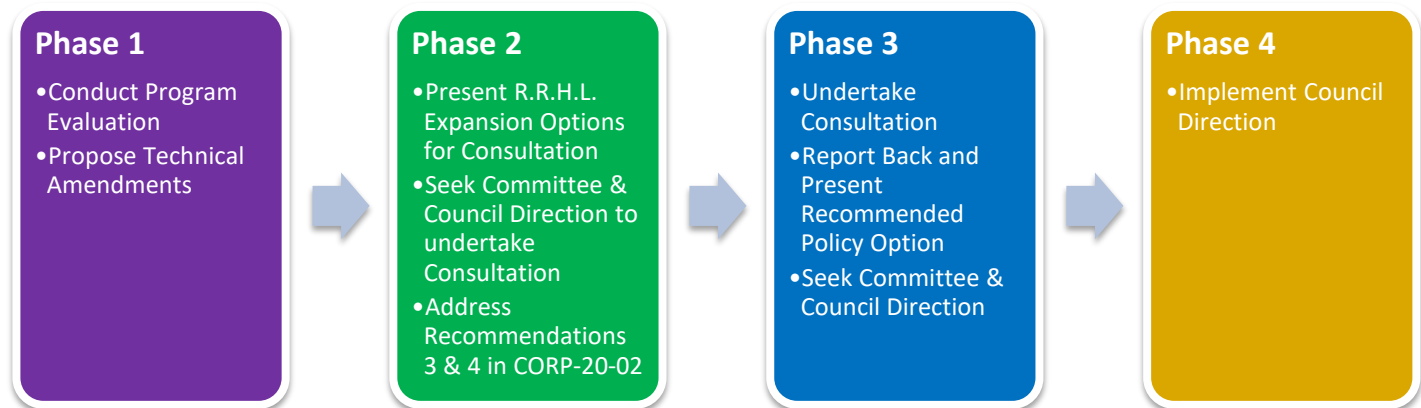 Phase 1
•Conduct Program
Evaluation
•Propose Technical
Amendments
Phase 2
•Present R.R.H.L.
Expansion Options
for Consultation
•Seek Committee &
Council Direction to
undertake
Consultation
•Address
Recommendations
3 & 4 in CORP-20-02
Phase 3
•Undertake
Consultation
•Report Back and
Present
Recommended
Policy Option
•Seek Committee &
Council Direction
Phase 4
•Implement Council
Direction